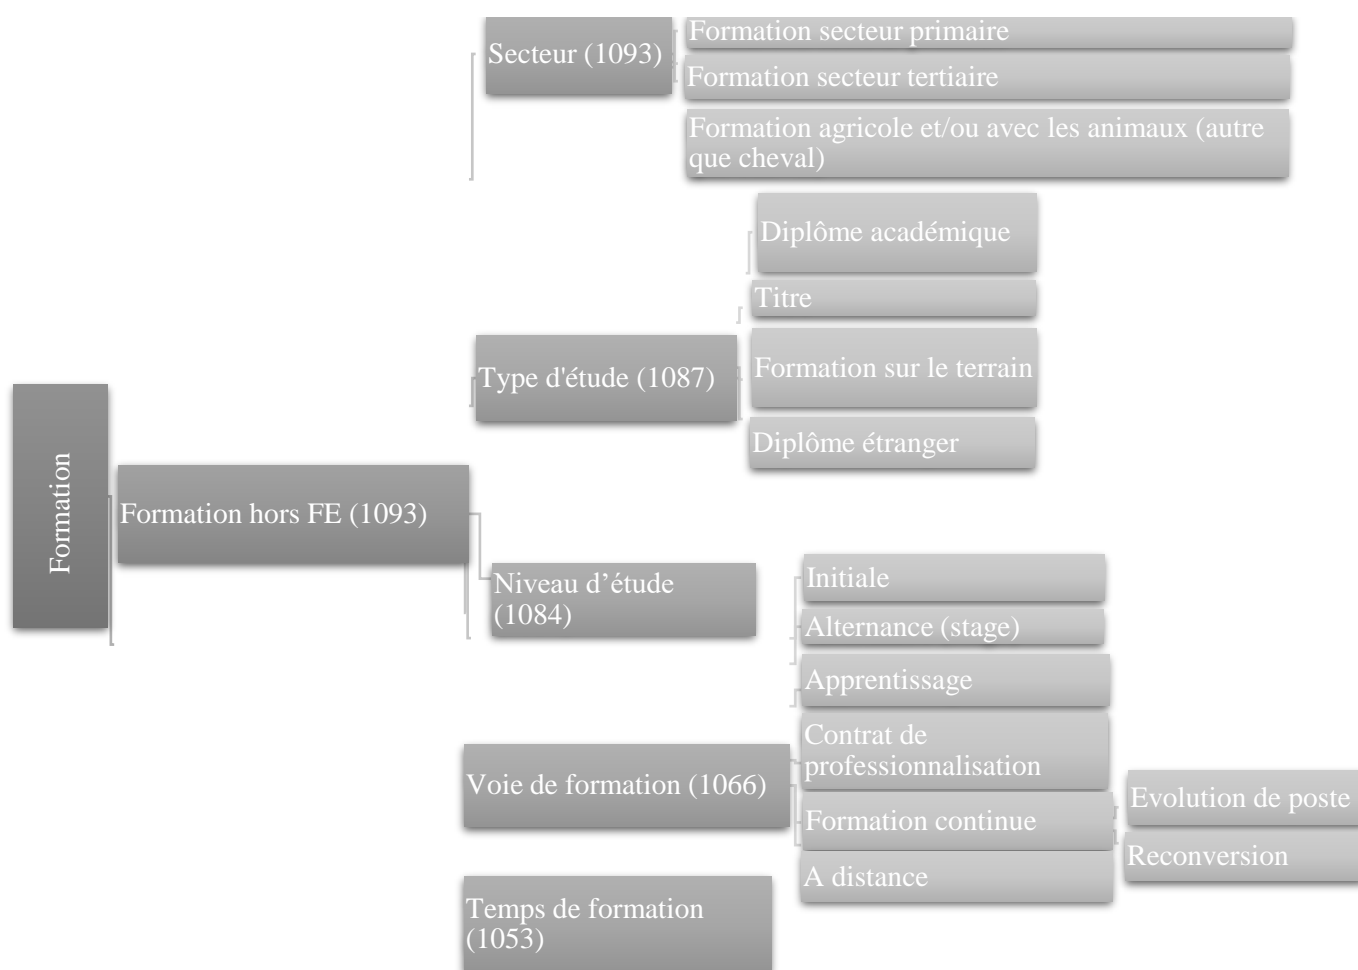 Formation
Formation hors FE (1093)
Secteur (1093)
Formation secteur primaire
Formation secteur tertiaire
Formation agricole et/ou avec les animaux (autre
que cheval)
Type d'étude (1087)
Diplôme académique
Titre
Formation sur le terrain
Diplôme étranger
Niveau d’étude
(1084)
Voie de formation (1066)
Initiale
Alternance (stage)
Apprentissage
Contrat de
professionnalisation
Formation continue
Evolution de poste
Reconversion
A distance
Temps de formation
(1053)